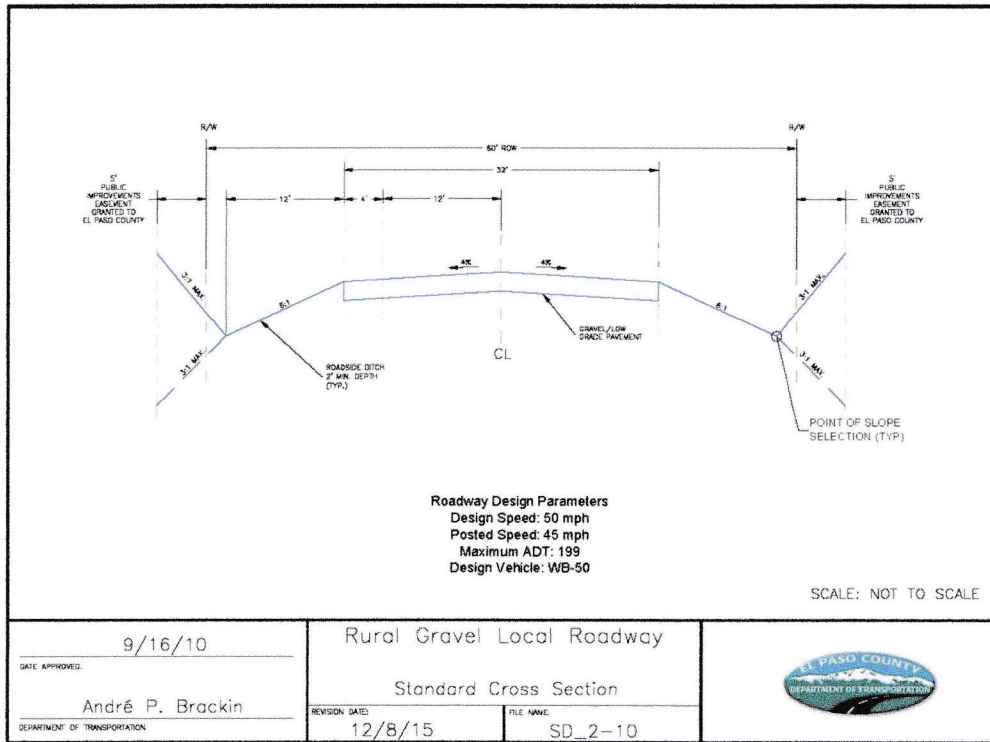 R/W
R/W
60' ROW
32'
5'
PUBLIC
IMPROVEMENTS
EASEMENT
GRANTED TO
EL PASO COUNTY
12'
4'
12'
5'
PUBLIC
IMPROVEMENTS
EASEMENT
GRANTED TO
EL PASO COUNTY
4%
4%
3:1 MAX.
6:1
6:1
3:1 MAX.
3:1 MAX.
3:1 MAX.
ROADSIDE DITCH
2' MIN. DEPTH
(TYP.)
CL
GRAVEL/LOW
GRADE PAVEMENT
POINT OF SLOPE
SELECTION (TYP)
Roadway Design Parameters
Design Speed: 50 mph
Posted Speed: 45 mph
Maximum ADT: 199
Design Vehicle: WB-50
SCALE: NOT TO SCALE
9/16/10
DATE APPROVED:
André P. Brackin
DEPARTMENT OF TRANSPORTATION
Rural Gravel Local Roadway
Standard Cross Section
REVISION DATE:
12/8/15
FILE NAME:
SD_2-10
EL PASO COUNTY
DEPARTMENT OF TRANSPORTATION